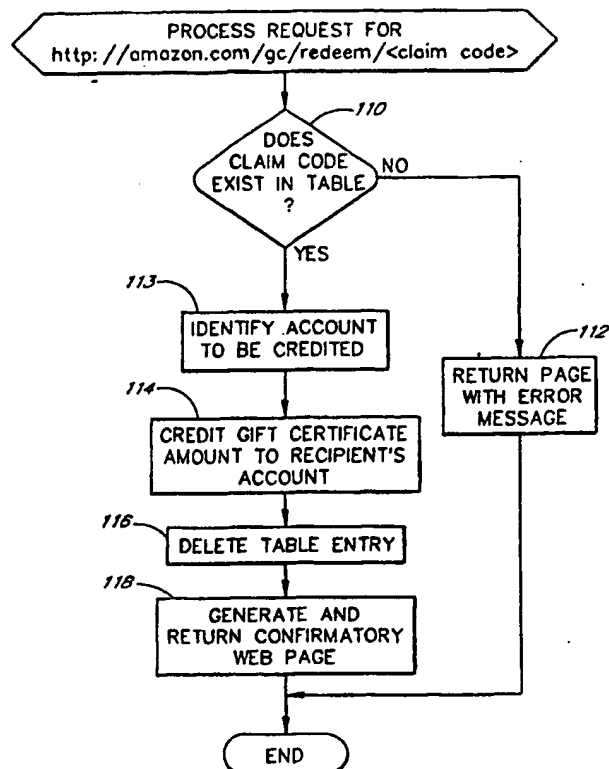 PROCESS REQUEST FOR
http: //amazon.com/gc/redeem/<claim code>
110
DOES
CLAIM CODE
EXIST IN TABLE
?
NO
YES
113
IDENTIFY ACCOUNT
TO BE CREDITED
112
RETURN PAGE
WITH ERROR
MESSAGE
114
CREDIT GIFT CERTIFICATE
AMOUNT TO RECIPIENT'S
ACCOUNT
116
DELETE TABLE ENTRY
118
GENERATE AND
RETURN CONFIRMATORY
WEB PAGE
END